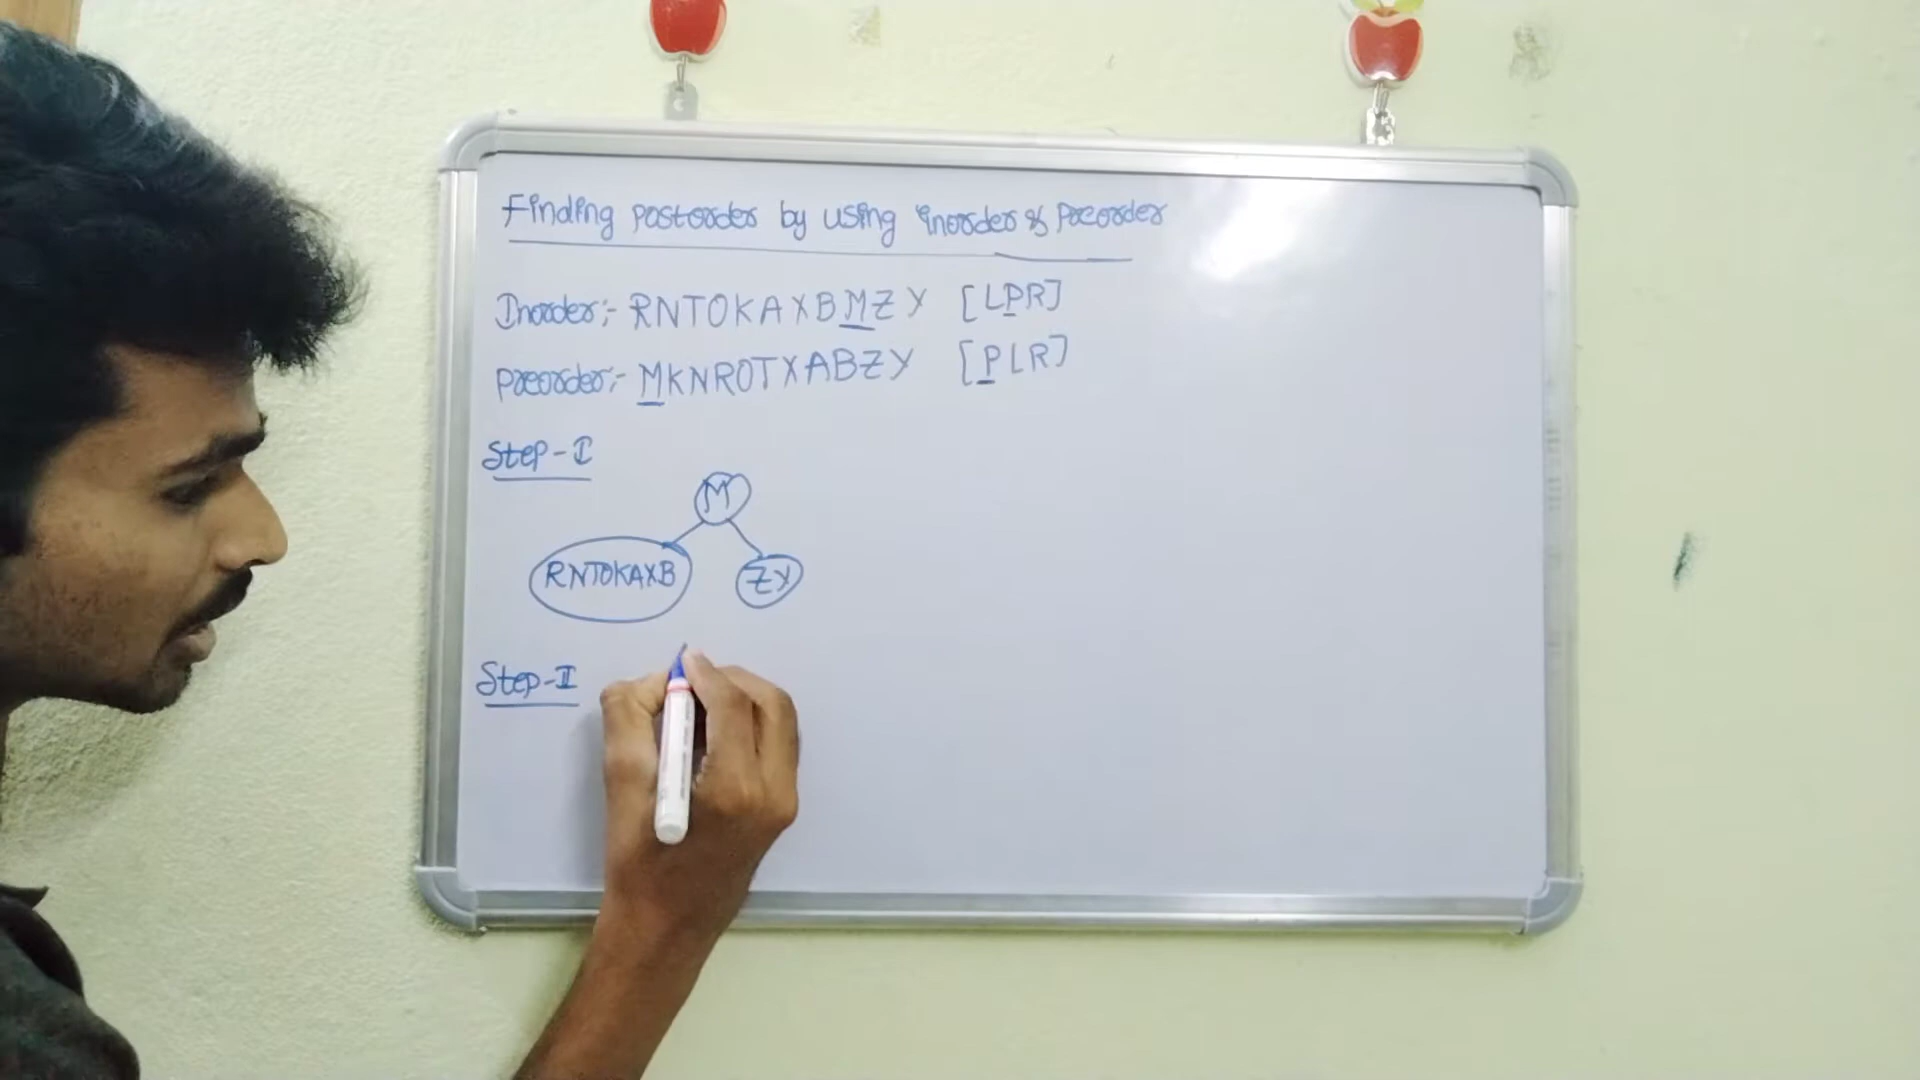 Finding postorder by using inorder & Preorder
Inorder:- RNTOKAXBMZY [LPR]
preorder:- MKNROTXABZY [PLR]
Step-I
M
RNTOKAXB ZY
Step-II